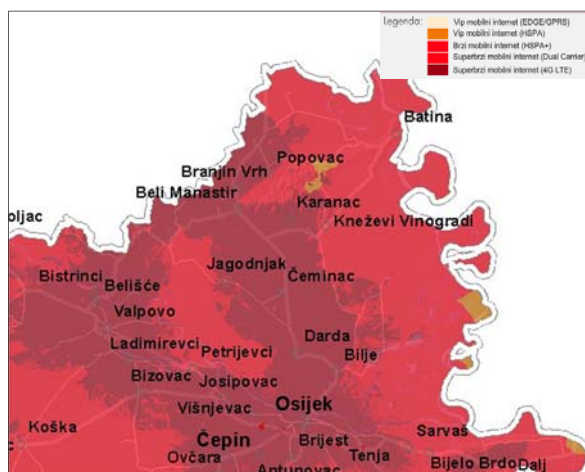 Legenda:
Vip mobilni internet (EDGE/GPRS)
Vip mobilni internet (HSPA)
Brzi mobilni internet (HSPA+)
Superbrzi mobilni internet (Dual Carrier)
Superbrzi mobilni internet (4G LTE)
Batina
Popovac
Branjin Vrh
Beli Manastir
Karanac
Kneževi Vinogradi
oljac
Jagodnjak
Čeminac
Bistrinci
Belišće
Valpovo
Darda
Ladimirevci
Petrijevci
Bilje
Bizovac
Josipovac
Višnjevac
Osijek
Koška
Čepin
Brijest
Sarvaš
c
Ovčara
Tenja
Bijelo Brdo
Dalj
Antunovac